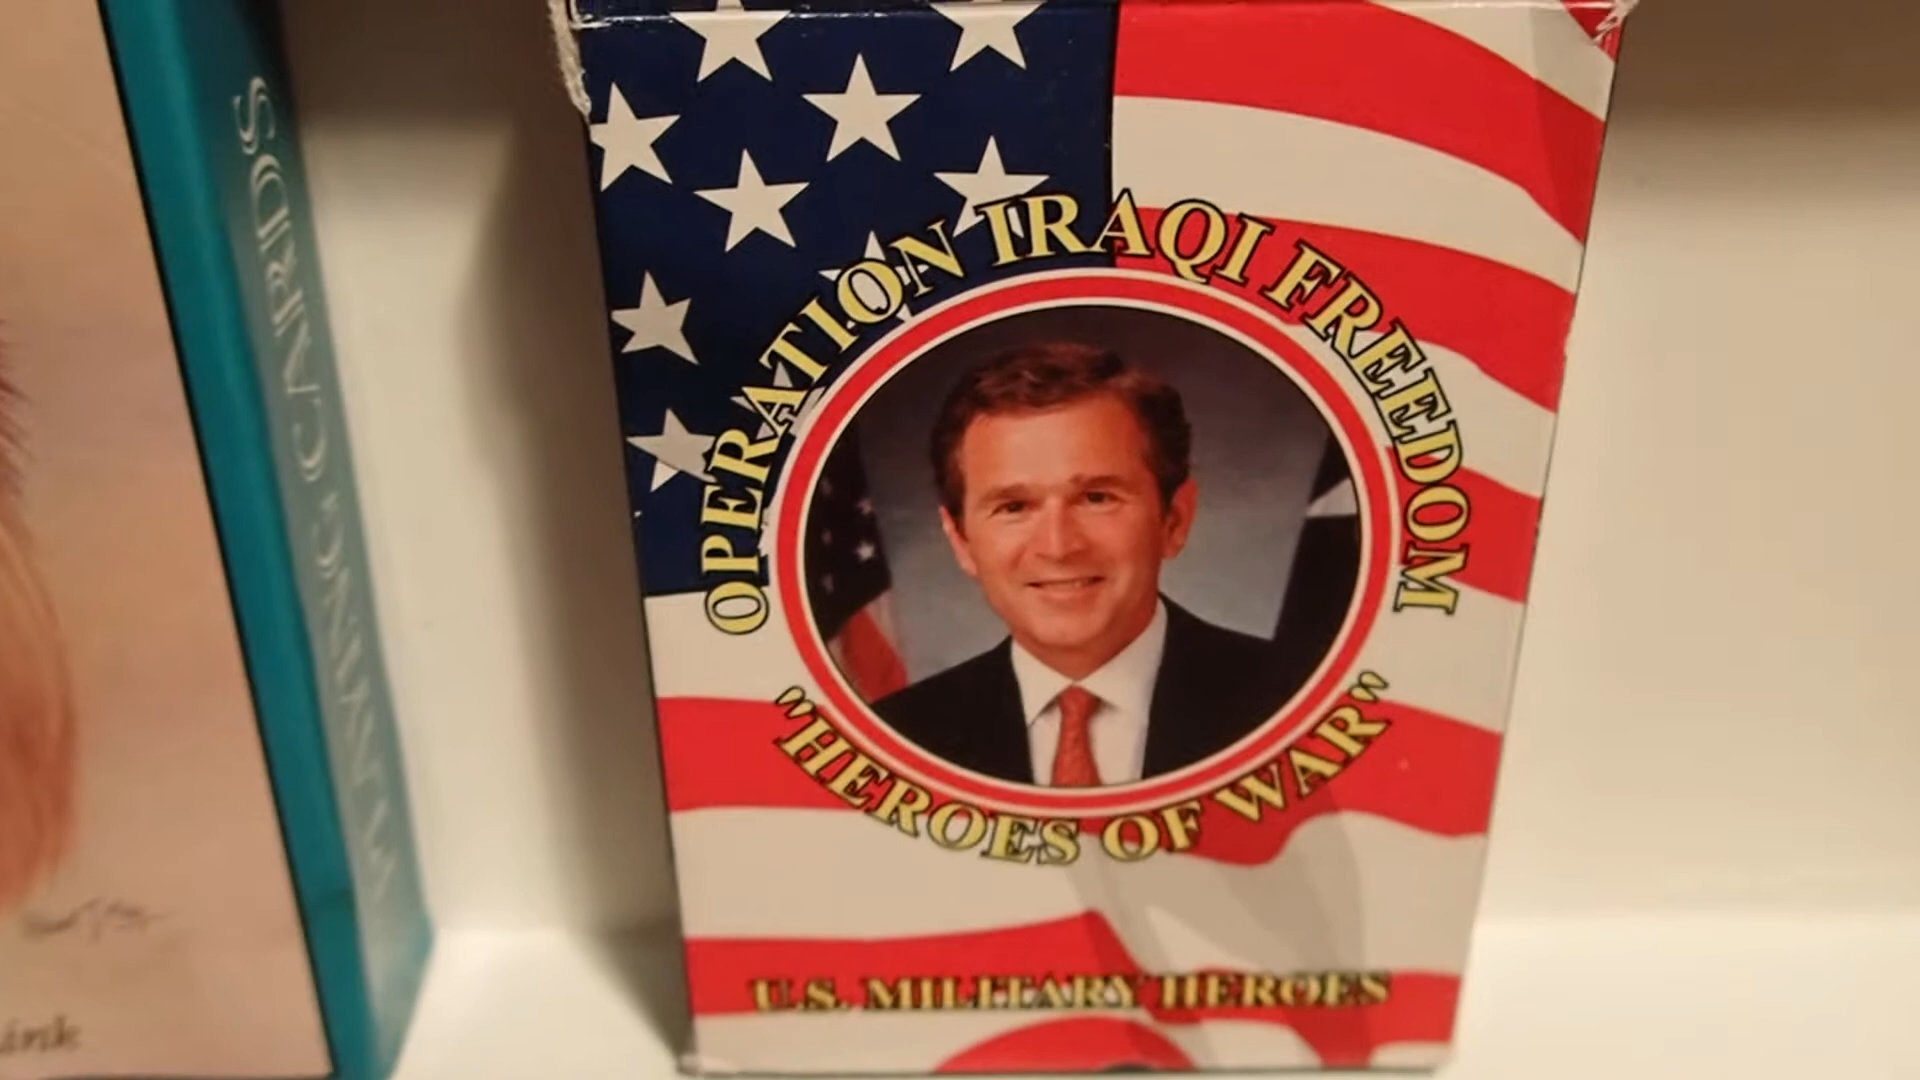 PLAYING CARDS
OPERATION IRAQI FREEDOM
"HEROES OF WAR"
U.S. MILITARY HEROES